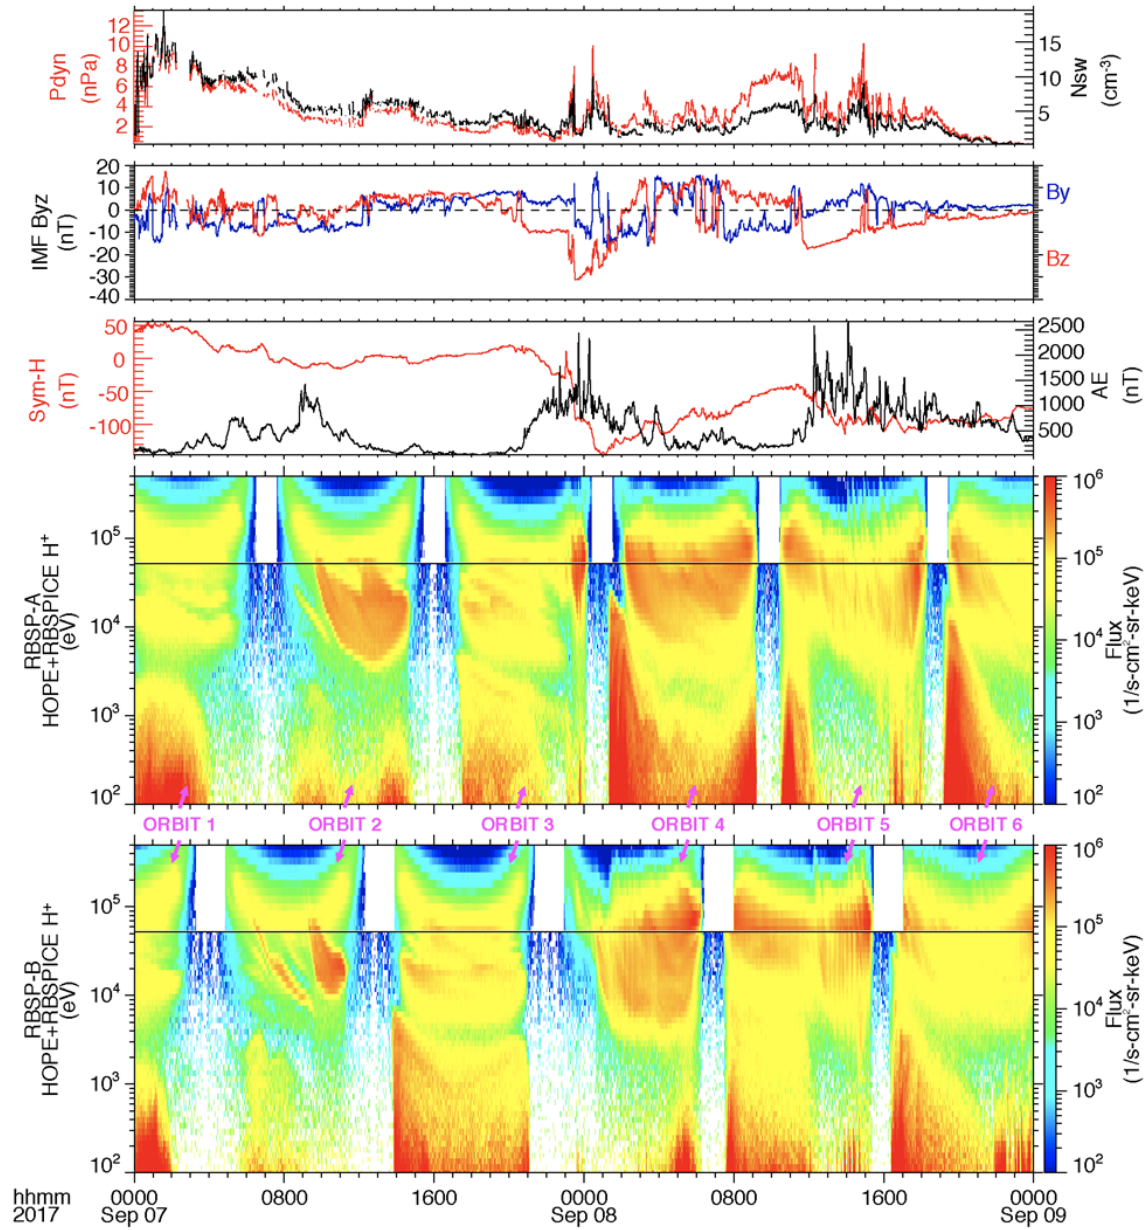 12
10
8
6
4
2
Pdyn
(nPa)
15
10
5
Nsw
(cm⁻³)
20
10
0
-10
-20
-30
-40
IMF Byz
(nT)
By
Bz
50
0
-50
-100
Sym-H
(nT)
2500
2000
1500
1000
500
AE
(nT)
10⁵
10⁴
10³
10²
RBSP-A
HOPE+RBSPICE H⁺
(eV)
10⁶
10⁵
10⁴
10³
10²
Flux
(1/s-cm²-sr-keV)
ORBIT 1 ORBIT 2 ORBIT 3 ORBIT 4 ORBIT 5 ORBIT 6
10⁵
10⁴
10³
10²
RBSP-B
HOPE+RBSPICE H⁺
(eV)
10⁶
10⁵
10⁴
10³
10²
Flux
(1/s-cm²-sr-keV)
hhmm 0000 0800 1600 0000 0800 1600 0000
2017 Sep 07 Sep 08 Sep 09